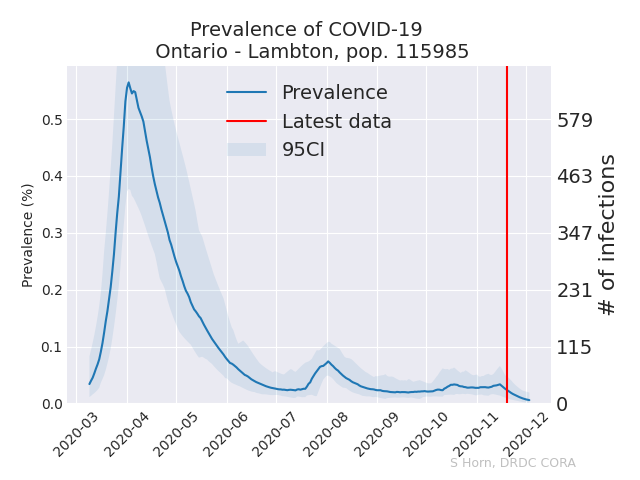 Prevalence of COVID-19
Ontario - Lambton, pop. 115985
Prevalence
Latest data
95CI
Prevalence (%)
0.5
0.4
0.3
0.2
0.1
0.0
579
463
347
231
115
0
# of infections
2020-03
2020-04
2020-05
2020-06
2020-07
2020-08
2020-09
2020-10
2020-11
2020-12
S Horn, DRDC CORA